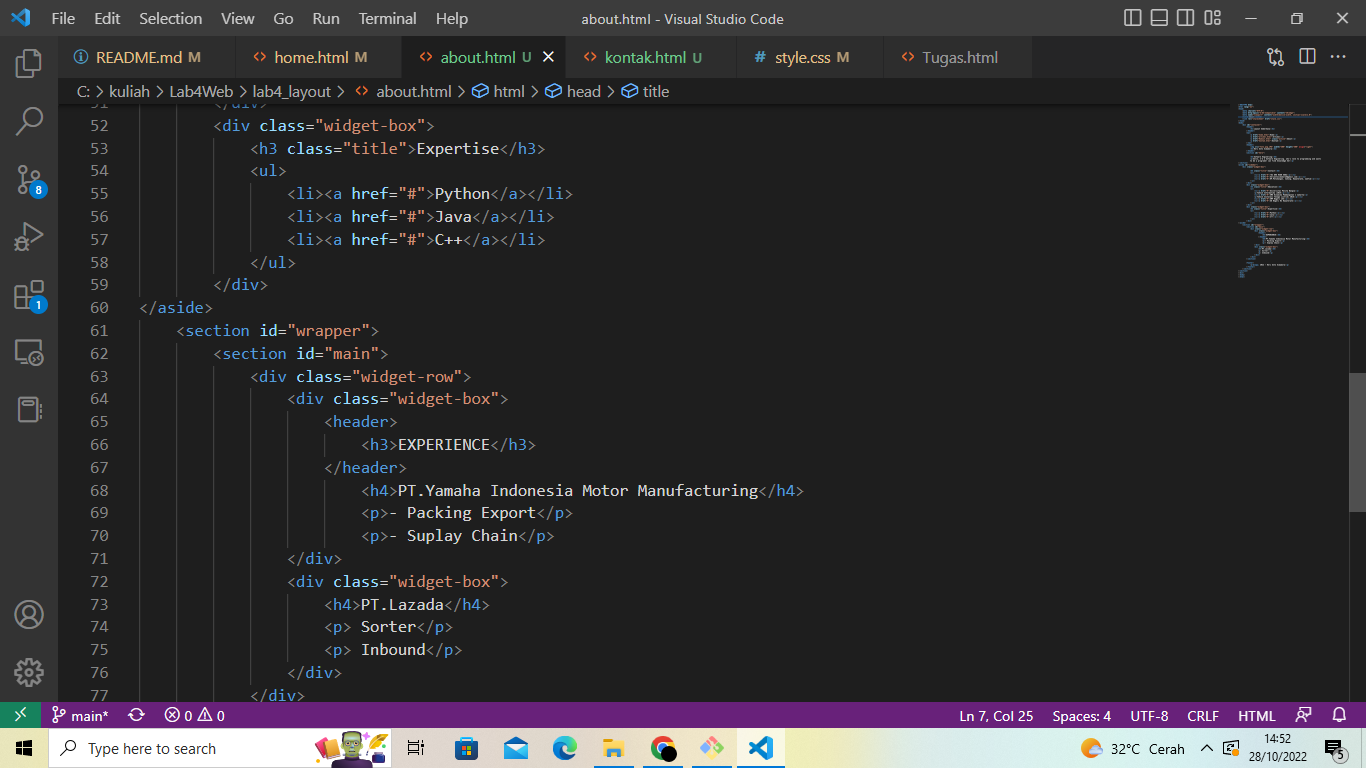 File Edit Selection View Go Run Terminal Help about.html - Visual Studio Code
README.md M home.html M about.html U kontak.html U # style.css M Tugas.html
C: > kuliah > Lab4Web > lab4_layout > about.html > html > head > title
51 </div>
52 <div class="widget-box">
53 <h3 class="title">Expertise</h3>
54 <ul>
55 <li><a href="#">Python</a></li>
56 <li><a href="#">Java</a></li>
57 <li><a href="#">C++</a></li>
58 </ul>
59 </div>
60 </aside>
61 <section id="wrapper">
62 <section id="main">
63 <div class="widget-row">
64 <div class="widget-box">
65 <header>
66 <h3>EXPERIENCE</h3>
67 </header>
68 <h4>PT.Yamaha Indonesia Motor Manufacturing</h4>
69 <p>- Packing Export</p>
70 <p>- Suplay Chain</p>
71 </div>
72 <div class="widget-box">
73 <h4>PT.Lazada</h4>
74 <p> Sorter</p>
75 <p> Inbound</p>
76 </div>
77 </div>
8
1
main* 0 0 Ln 7, Col 25 Spaces: 4 UTF-8 CRLF HTML
Type here to search 32°C Cerah 14:52
28/10/2022 5